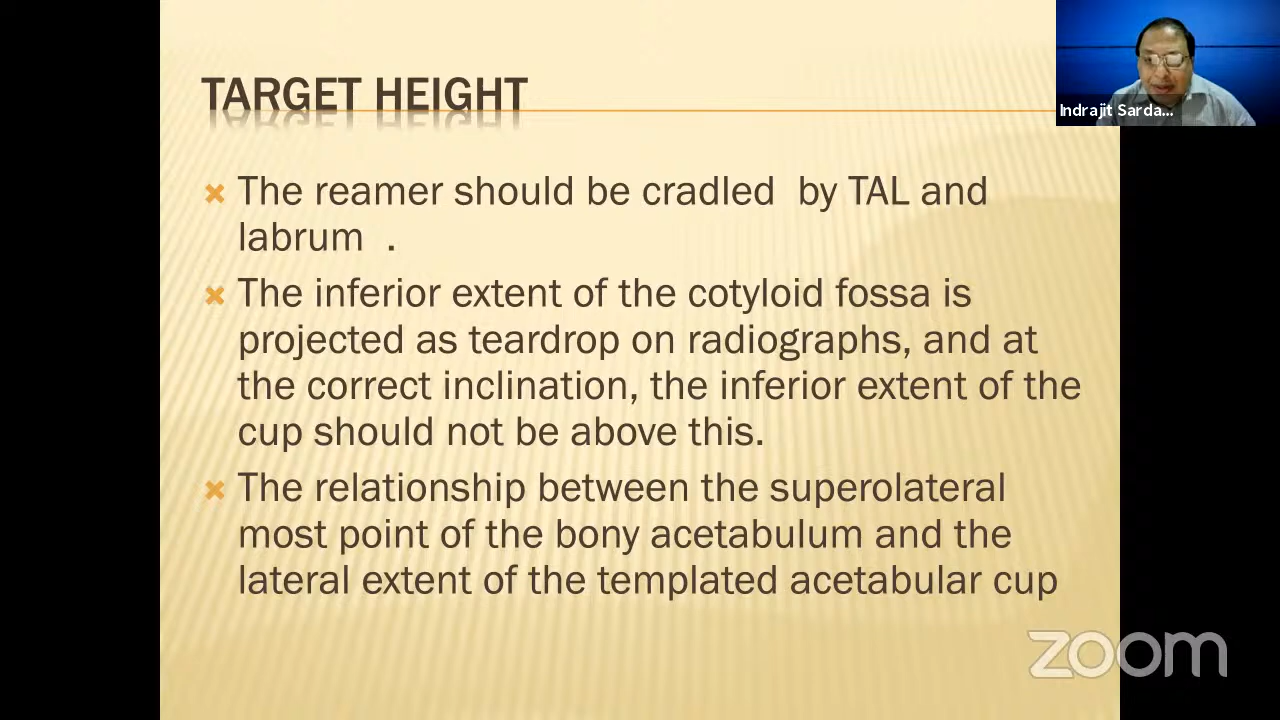 TARGET HEIGHT
Indrajit Sarda...
The reamer should be cradled by TAL and
labrum .
The inferior extent of the cotyloid fossa is
projected as teardrop on radiographs, and at
the correct inclination, the inferior extent of the
cup should not be above this.
The relationship between the superolateral
most point of the bony acetabulum and the
lateral extent of the templated acetabular cup
zoom